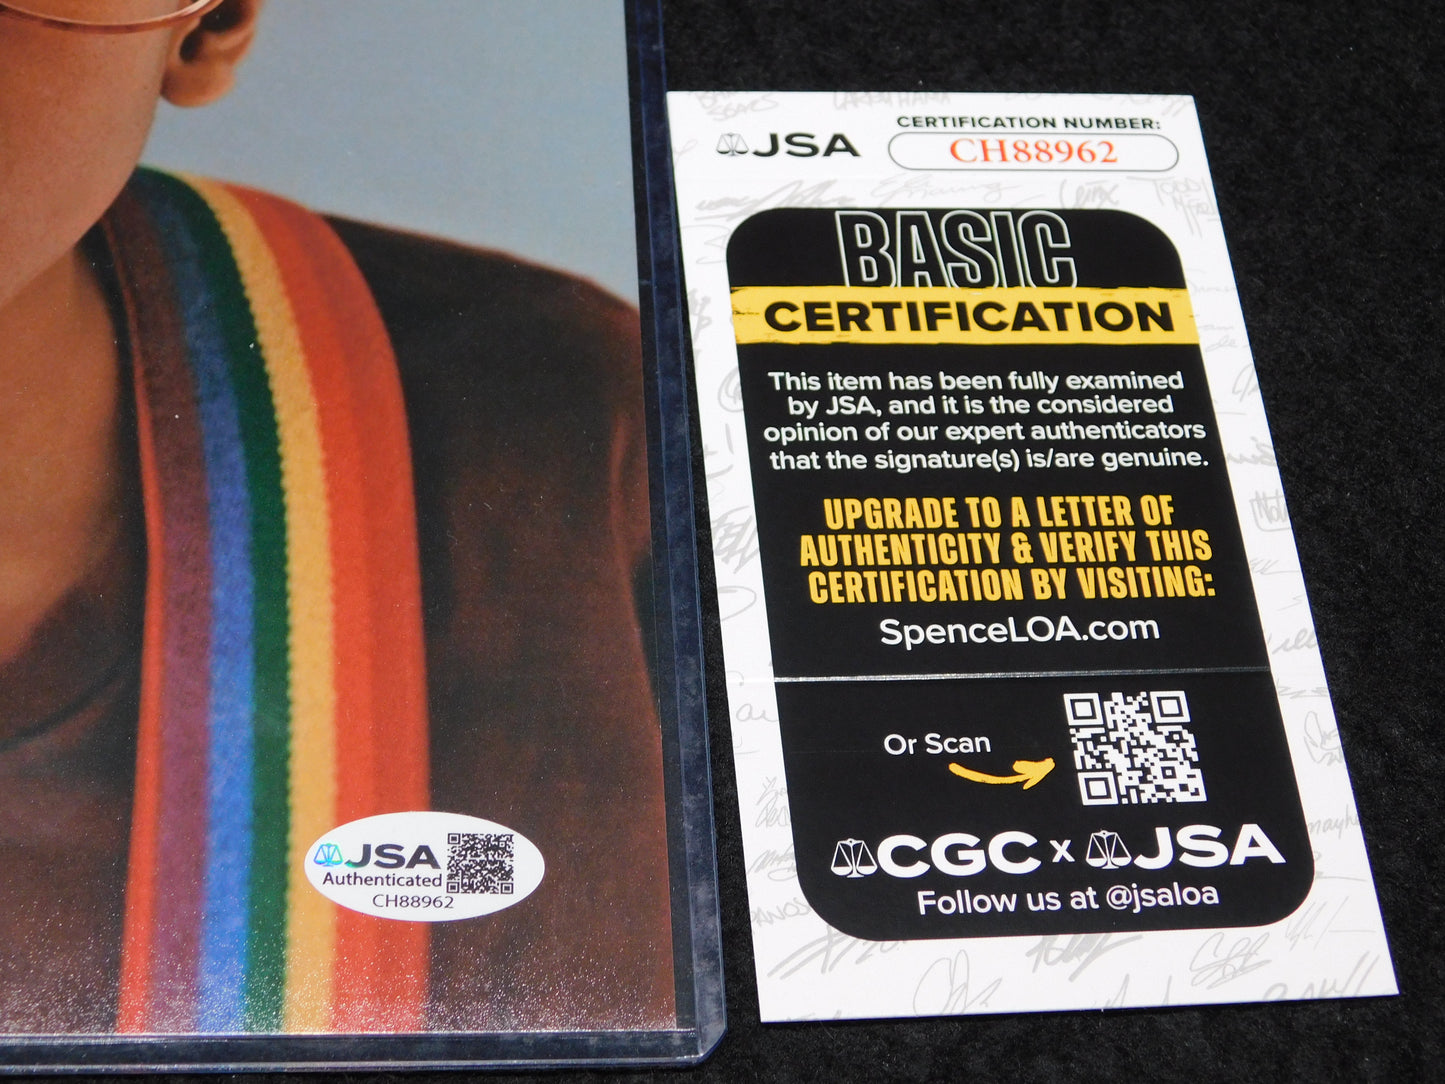 JSA
CERTIFICATION NUMBER:
CH88962
BASIC
CERTIFICATION
This item has been fully examined
by JSA, and it is the considered
opinion of our expert authenticators
that the signature(s) is/are genuine.
UPGRADE TO A LETTER OF
AUTHENTICITY & VERIFY THIS
CERTIFICATION BY VISITING:
SpenceLOA.com
Or Scan
CGC x JSA
Follow us at @jsaloa
JSA
Authenticated
CH88962